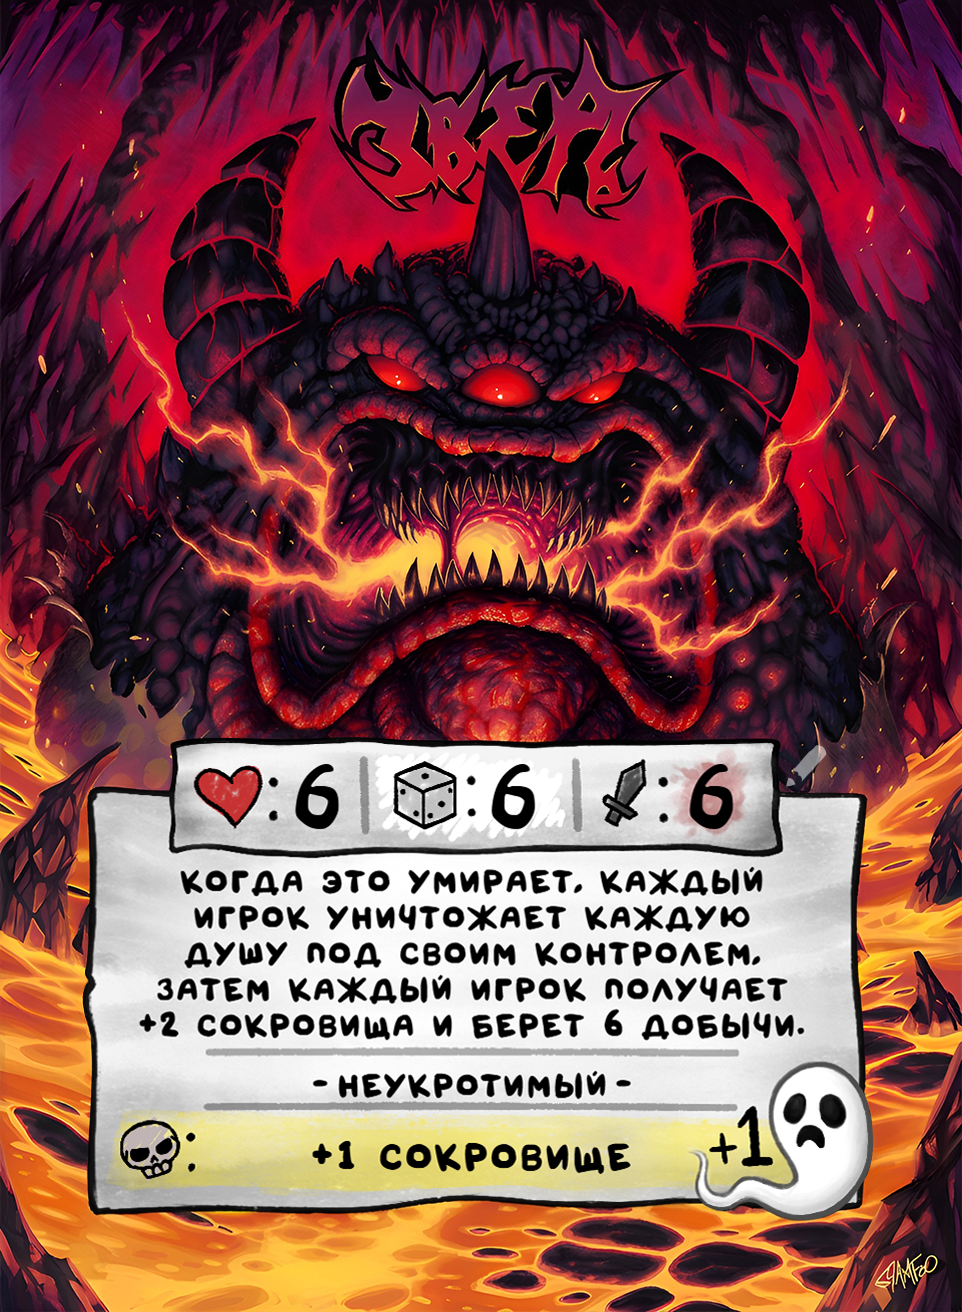 ЗВЕРЬ
:6 :6 :6
КОГДА ЭТО УМИРАЕТ, КАЖДЫЙ
ИГРОК УНИЧТОЖАЕТ КАЖДУЮ
ДУШУ ПОД СВОИМ КОНТРОЛЕМ,
ЗАТЕМ КАЖДЫЙ ИГРОК ПОЛУЧАЕТ
+2 СОКРОВИЩА И БЕРЕТ 6 ДОБЫЧИ.
-НЕУКРОТИМЫЙ-
: +1 СОКРОВИЩЕ +1